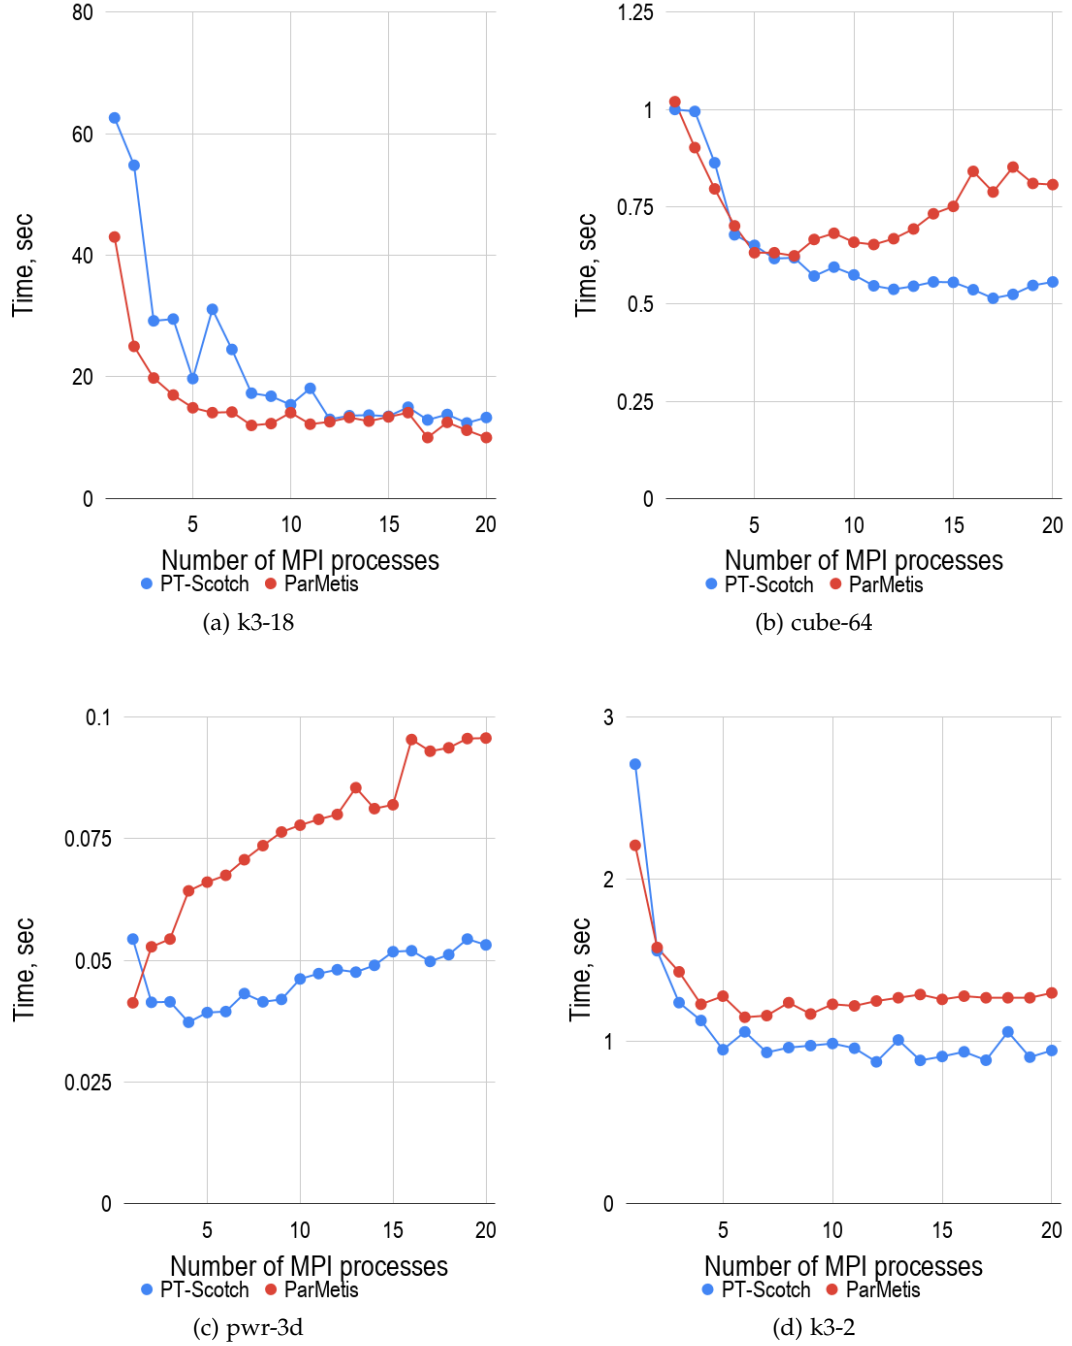 80
60
40
20
0
Time, sec
5 10 15 20
Number of MPI processes
PT-Scotch ParMetis
(a) k3-18
1.25
1
0.75
0.5
0.25
0
Time, sec
5 10 15 20
Number of MPI processes
PT-Scotch ParMetis
(b) cube-64
0.1
0.075
0.05
0.025
0
Time, sec
5 10 15 20
Number of MPI processes
PT-Scotch ParMetis
(c) pwr-3d
3
2
1
0
Time, sec
5 10 15 20
Number of MPI processes
PT-Scotch ParMetis
(d) k3-2